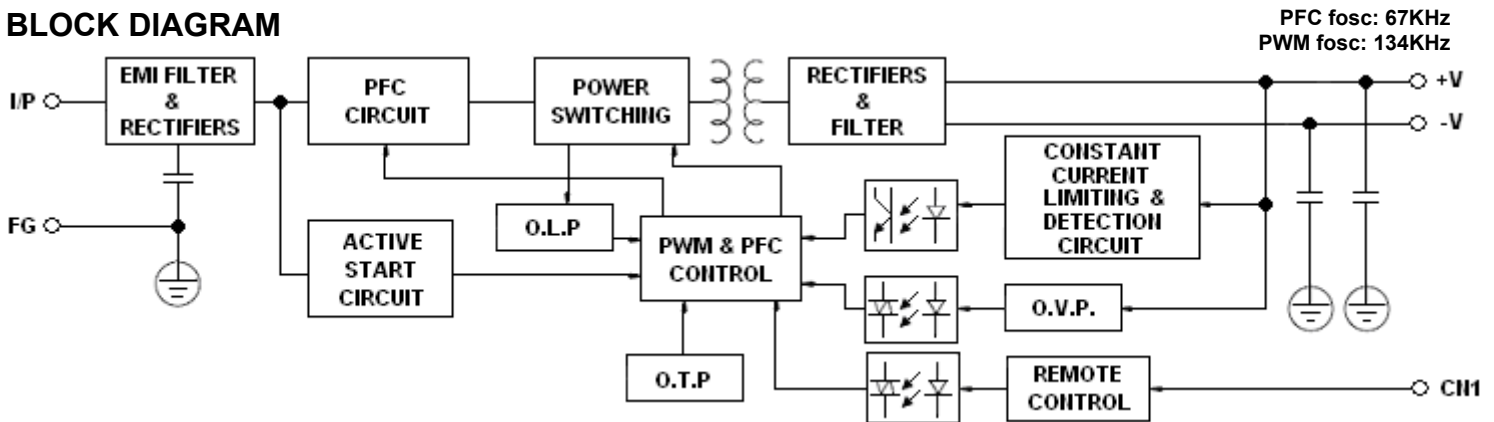 BLOCK DIAGRAM
PFC fosc: 67KHz
PWM fosc: 134KHz
I/P
EMI FILTER
&
RECTIFIERS
PFC
CIRCUIT
POWER
SWITCHING
RECTIFIERS
&
FILTER
+V
-V
FG
ACTIVE
START
CIRCUIT
O.L.P
PWM & PFC
CONTROL
O.T.P
CONSTANT
CURRENT
LIMITING &
DETECTION
CIRCUIT
O.V.P.
REMOTE
CONTROL
CN1